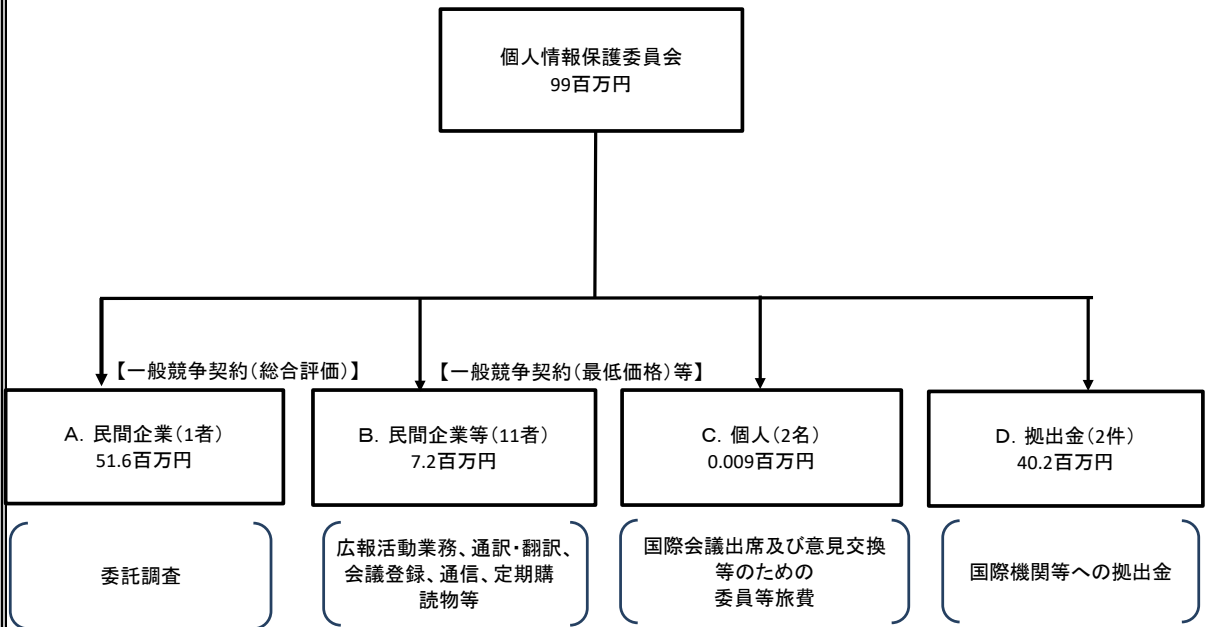 個人情報保護委員会
99百万円
【一般競争契約（総合評価）】
【一般競争契約（最低価格）等】
A．民間企業（1者）
51.6百万円
B．民間企業等（11者）
7.2百万円
C．個人（2名）
0.009百万円
D．拠出金（2件）
40.2百万円
委託調査
広報活動業務、通訳・翻訳、
会議登録、通信、定期購
読物等
国際会議出席及び意見交換
等のための
委員等旅費
国際機関等への拠出金